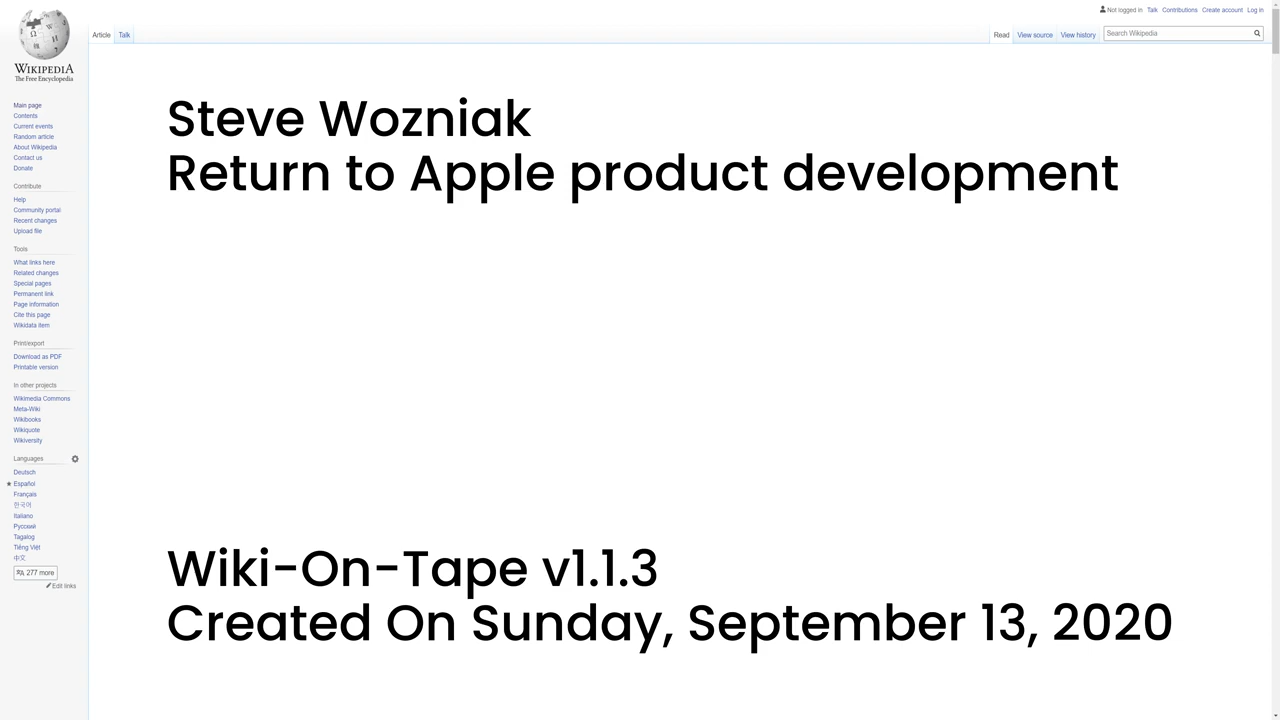 Not logged in Talk Contributions Create account Log in
Article Talk
Read View source View history Search Wikipedia
WIKIPEDIA
The Free Encyclopedia
Main page
Contents
Current events
Random article
About Wikipedia
Contact us
Donate
Contribute
Help
Community portal
Recent changes
Upload file
Tools
What links here
Related changes
Special pages
Permanent link
Page information
Cite this page
Wikidata item
Print/export
Download as PDF
Printable version
In other projects
Wikimedia Commons
Meta-Wiki
Wikibooks
Wikiquote
Wikiversity
Languages
Deutsch
Español
Français
한국어
Italiano
Русский
Tagalog
Tiếng Việt
中文
277 more
Edit links
Steve Wozniak
Return to Apple product development
Wiki-On-Tape v1.1.3
Created On Sunday, September 13, 2020